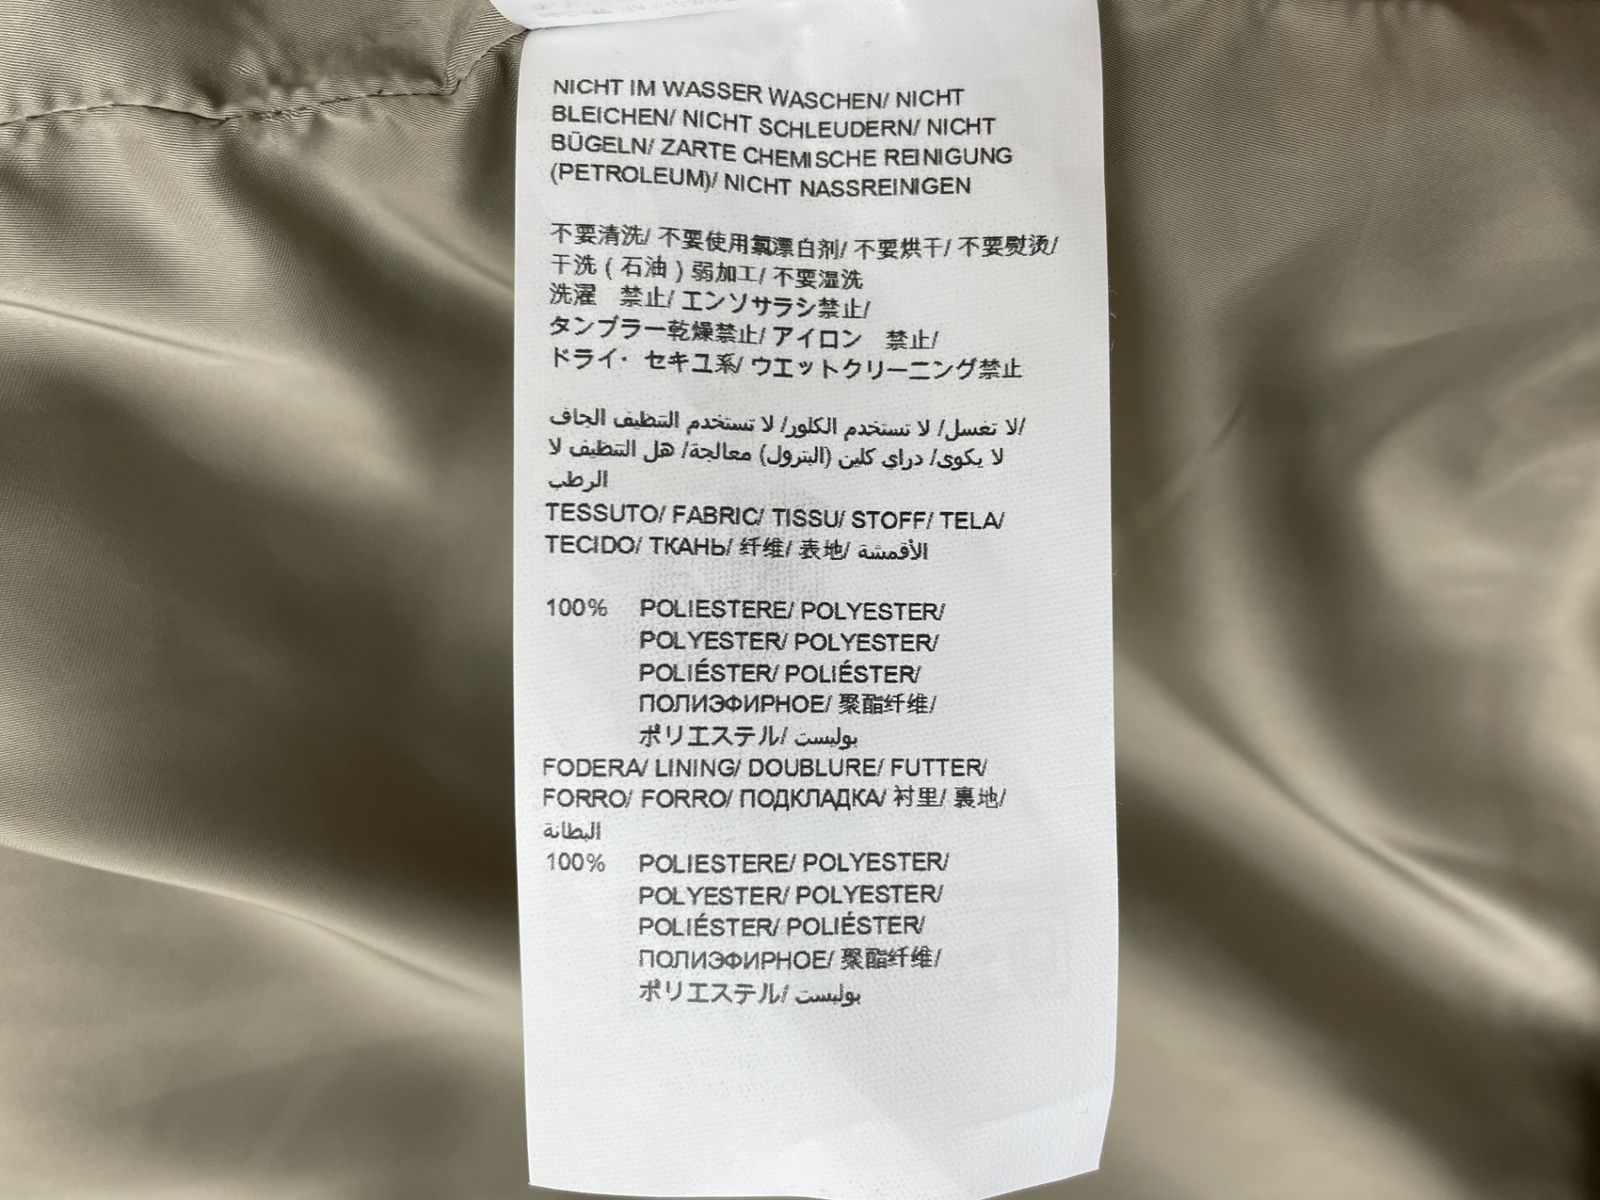 NICHT IM WASSER WASCHEN/ NICHT
BLEICHEN/ NICHT SCHLEUDERN/ NICHT
BÜGELN/ ZARTE CHEMISCHE REINIGUNG
(PETROLEUM)/ NICHT NASSREINIGEN
不要清洗/ 不要使用氯漂白剂/ 不要烘干/ 不要熨烫/
干洗 ( 石油 ) 弱加工/ 不要湿洗
洗濯　禁止/ エンソサラシ禁止/
タンブラー乾燥禁止/ アイロン　禁止/
ドライ・ セキユ系/ ウエットクリーニング禁止
لا تغسل/ لا تستخدم الكلور/ لا تستخدم التنظيف الجاف/
لا يكوى/ دراي كلين (البترول) معالجة/ هل التنظيف لا
الرطب
TESSUTO/ FABRIC/ TISSU/ STOFF/ TELA/
TECIDO/ ТКАНЬ/ 纤维/ 表地/ الأقمشة
100% POLIESTERE/ POLYESTER/
POLYESTER/ POLYESTER/
POLIÉSTER/ POLIÉSTER/
ПОЛИЭФИРНОЕ/ 聚酯纤维/
ポリエステル/ بوليست
FODERA/ LINING/ DOUBLURE/ FUTTER/
FORRO/ FORRO/ ПОДКЛАДКА/ 衬里/ 裏地/
البطانة
100% POLIESTERE/ POLYESTER/
POLYESTER/ POLYESTER/
POLIÉSTER/ POLIÉSTER/
ПОЛИЭФИРНОЕ/ 聚酯纤维/
ポリエステル/ بوليست